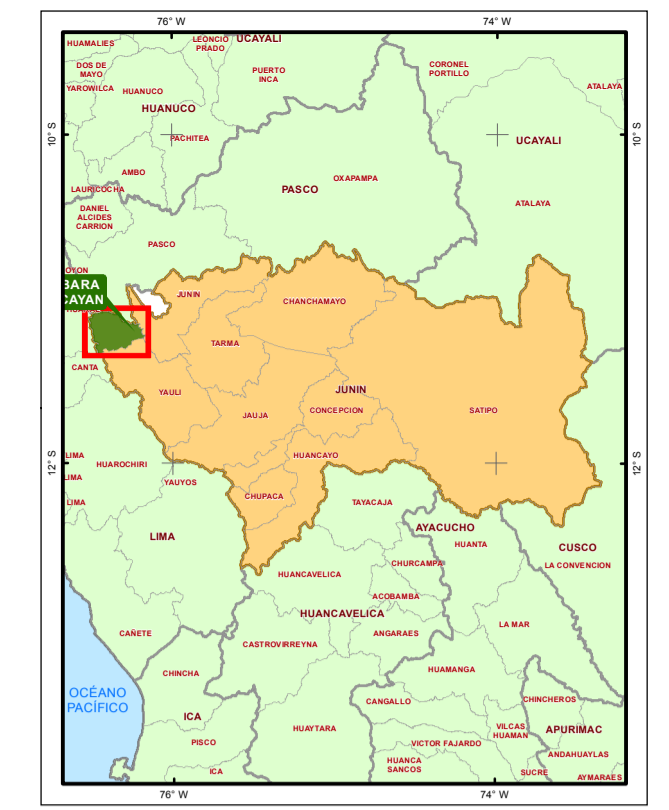 76° W
74° W
HUAMALIES
LEONCIO
PRADO
UCAYALI
DOS DE
MAYO
PUERTO
INCA
CORONEL
PORTILLO
YAROWILCA
HUANUCO
ATALAYA
HUANUCO
10° S
PACHITEA
UCAYALI
10° S
AMBO
LAURICOCHA
PASCO
OXAPAMPA
ATALAYA
DANIEL
ALCIDES
CARRION
PASCO
OYON
BARA
CAYAN
JUNIN
CHANCHAMAYO
TARMA
CANTA
YAULI
JUNIN
JAUJA
CONCEPCION
SATIPO
LIMA
HUAROCHIRI
HUANCAYO
12° S
12° S
LIMA
YAUYOS
CHUPACA
LIMA
TAYACAJA
LIMA
AYACUCHO
HUANTA
CUSCO
LA CONVENCION
HUANCAVELICA
CHURCAMPA
ACOBAMBA
HUANCAVELICA
LA MAR
CAÑETE
CASTROVIRREYNA
ANGARAES
CHINCHA
HUAMANGA
OCÉANO
PACÍFICO
CANGALLO
CHINCHEROS
ICA
HUAYTARA
VILCAS
HUAMAN
APURIMAC
PISCO
VICTOR FAJARDO
ANDAHUAYLAS
ICA
HUANCA
SANCOS
SUCRE
AYMARAES
76° W
74° W